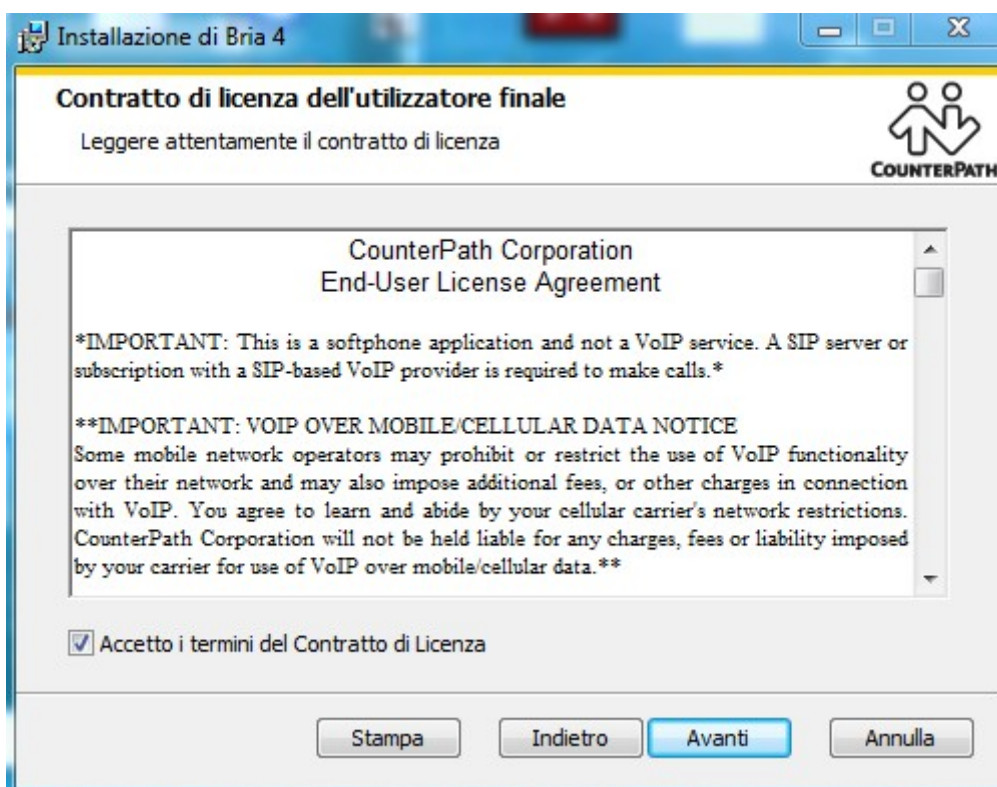 Installazione di Bria 4
Contratto di licenza dell'utilizzatore finale
Leggere attentamente il contratto di licenza
COUNTERPATH
CounterPath Corporation
End-User License Agreement
*IMPORTANT: This is a softphone application and not a VoIP service. A SIP server or
subscription with a SIP-based VoIP provider is required to make calls.*
**IMPORTANT: VOIP OVER MOBILE/CELLULAR DATA NOTICE
Some mobile network operators may prohibit or restrict the use of VoIP functionality
over their network and may also impose additional fees, or other charges in connection
with VoIP. You agree to learn and abide by your cellular carrier's network restrictions.
CounterPath Corporation will not be held liable for any charges, fees or liability imposed
by your carrier for use of VoIP over mobile/cellular data.**
Accetto i termini del Contratto di Licenza
Stampa Indietro Avanti Annulla